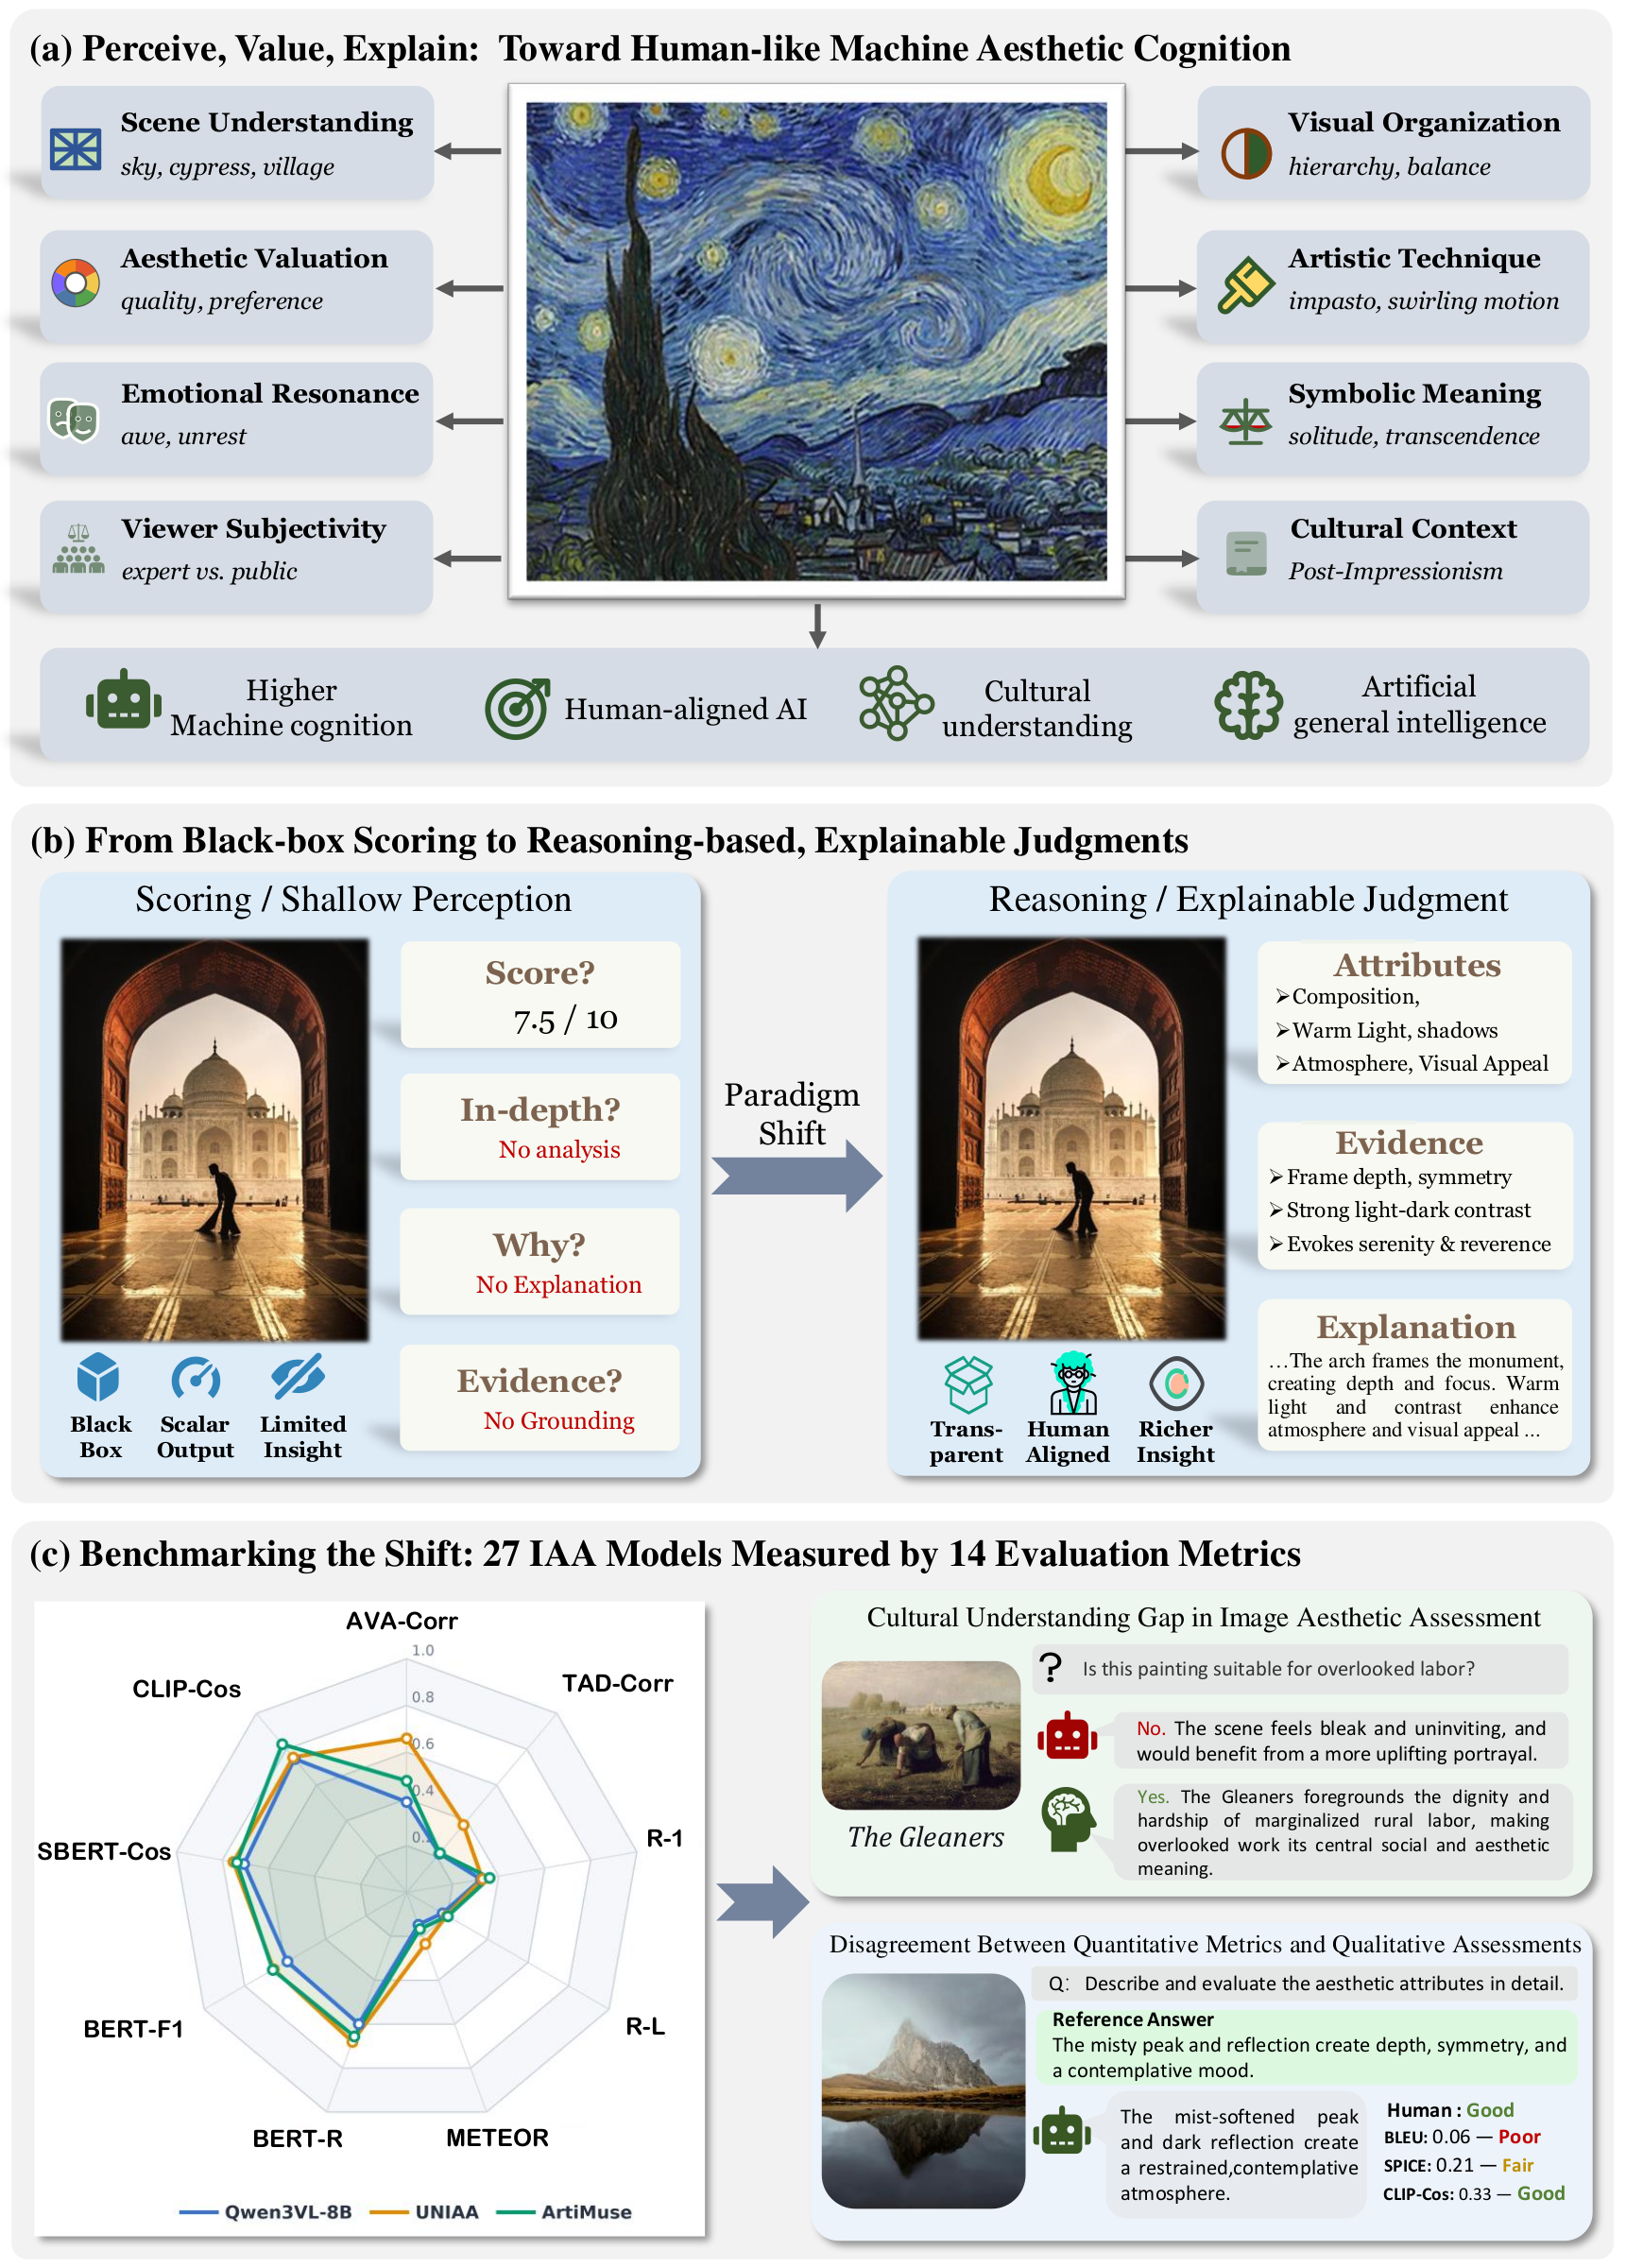 (a) Perceive, Value, Explain: Toward Human-like Machine Aesthetic Cognition
Scene Understanding
sky, cypress, village
Aesthetic Valuation
quality, preference
Emotional Resonance
awe, unrest
Viewer Subjectivity
expert vs. public
Visual Organization
hierarchy, balance
Artistic Technique
impasto, swirling motion
Symbolic Meaning
solitude, transcendence
Cultural Context
Post-Impressionism
Higher
Machine cognition
Human-aligned AI
Cultural
understanding
Artificial
general intelligence
(b) From Black-box Scoring to Reasoning-based, Explainable Judgments
Scoring / Shallow Perception
Score?
7.5 / 10
In-depth?
No analysis
Why?
No Explanation
Evidence?
No Grounding
Black
Box
Scalar
Output
Limited
Insight
Paradigm
Shift
Reasoning / Explainable Judgment
Attributes
➢Composition,
➢Warm Light, shadows
➢Atmosphere, Visual Appeal
Evidence
➢Frame depth, symmetry
➢Strong light-dark contrast
➢Evokes serenity & reverence
Explanation
...The arch frames the monument,
creating depth and focus. Warm
light and contrast enhance
atmosphere and visual appeal ...
Trans-
parent
Human
Aligned
Richer
Insight
(c) Benchmarking the Shift: 27 IAA Models Measured by 14 Evaluation Metrics
AVA-Corr
1.0
0.8
0.6
0.4
0.2
TAD-Corr
R-1
R-L
METEOR
BERT-R
BERT-F1
SBERT-Cos
CLIP-Cos
Qwen3VL-8B
UNIAA
ArtiMuse
Cultural Understanding Gap in Image Aesthetic Assessment
The Gleaners
? Is this painting suitable for overlooked labor?
No. The scene feels bleak and uninviting, and
would benefit from a more uplifting portrayal.
Yes. The Gleaners foregrounds the dignity and
hardship of marginalized rural labor, making
overlooked work its central social and aesthetic
meaning.
Disagreement Between Quantitative Metrics and Qualitative Assessments
Q: Describe and evaluate the aesthetic attributes in detail.
Reference Answer
The misty peak and reflection create depth, symmetry, and
a contemplative mood.
The mist-softened peak
and dark reflection create
a restrained,contemplative
atmosphere.
Human : Good
BLEU: 0.06 — Poor
SPICE: 0.21 — Fair
CLIP-Cos: 0.33 — Good